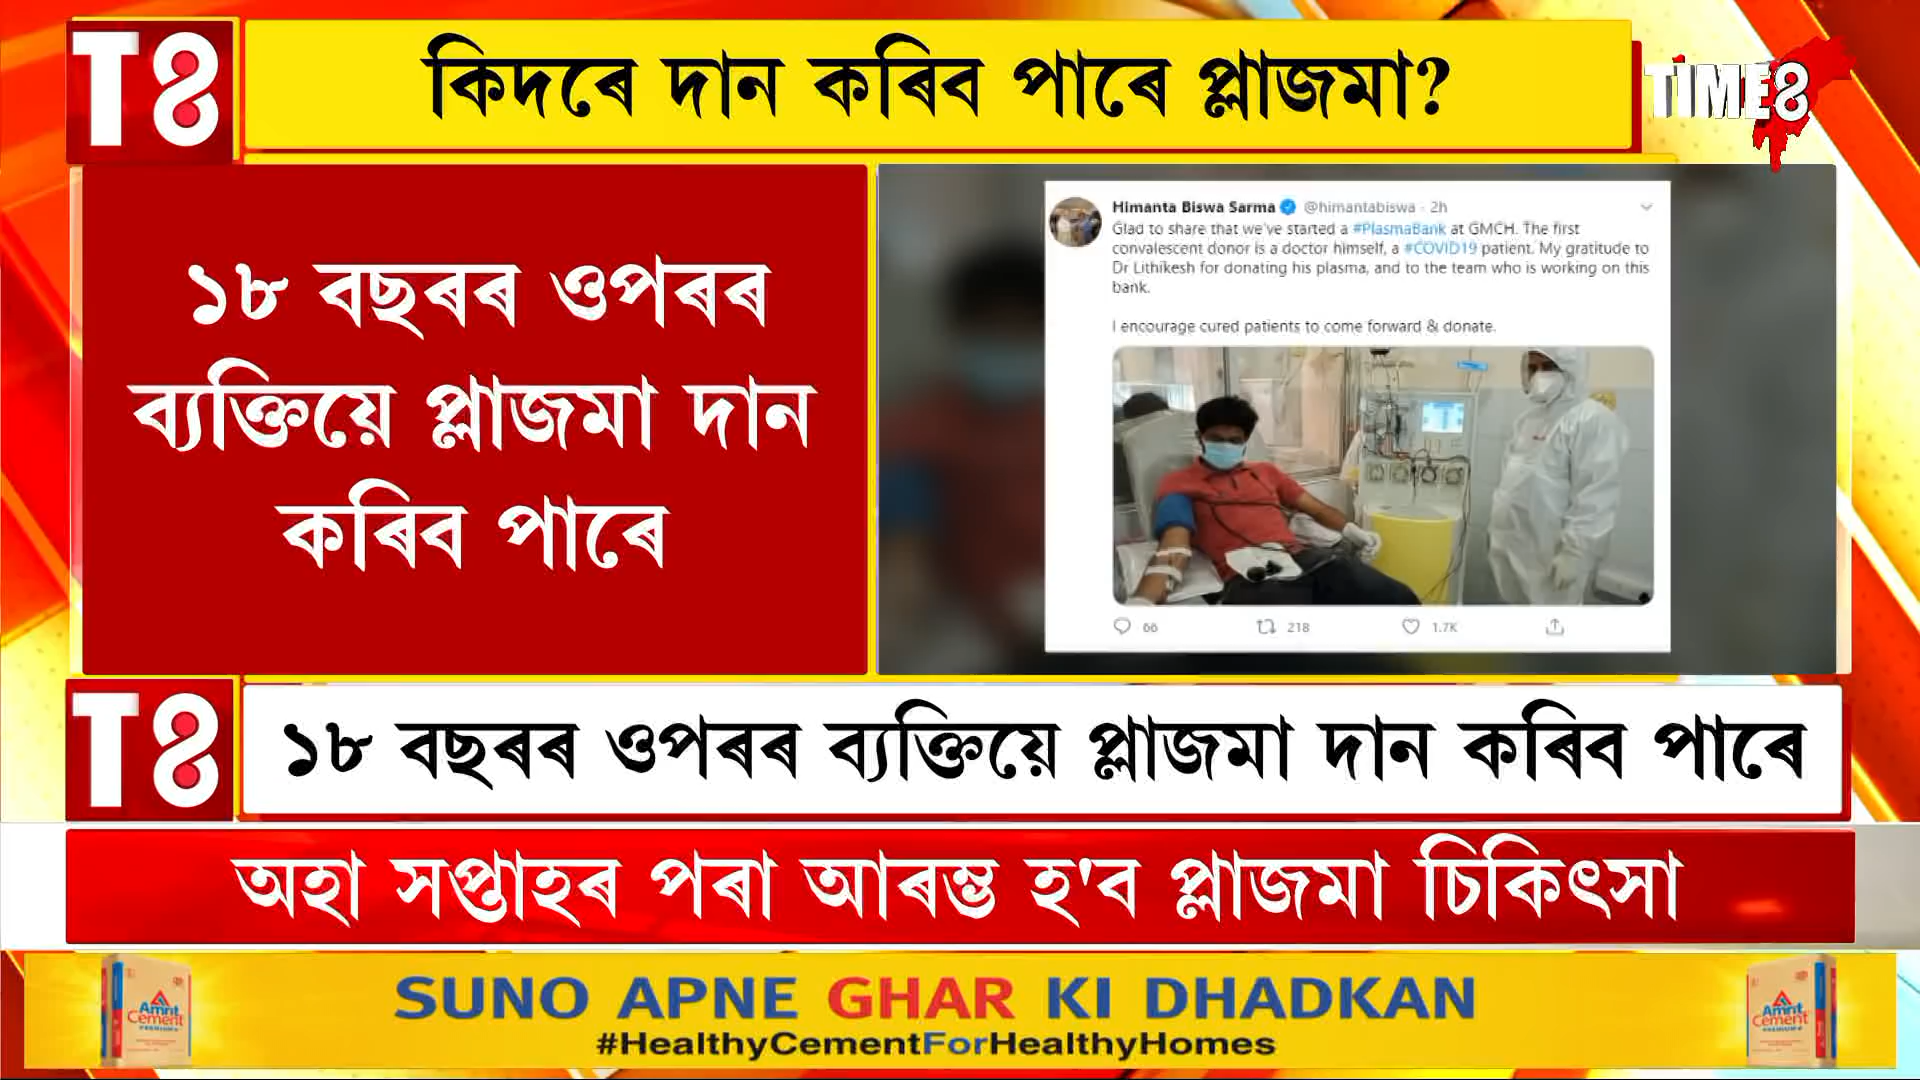 T8
কিদৰে দান কৰিব পাৰে প্লাজমা?
TIME8
১৮ বছৰৰ ওপৰৰ
ব্যক্তিয়ে প্লাজমা দান
কৰিব পাৰে
Himanta Biswa Sarma @himantabiswa · 2h
Glad to share that we've started a #PlasmaBank at GMCH. The first
convalescent donor is a doctor himself, a #COVID19 patient. My gratitude to
Dr Lithikesh for donating his plasma, and to the team who is working on this
bank.
I encourage cured patients to come forward & donate.
66 218 1.7K
T8
১৮ বছৰৰ ওপৰৰ ব্যক্তিয়ে প্লাজমা দান কৰিব পাৰে
অহা সপ্তাহৰ পৰা আৰম্ভ হ'ব প্লাজমা চিকিৎসা
SUNO APNE GHAR KI DHADKAN
#HealthyCementForHealthyHomes
Amrit
Cement
PREMIUM+
Amrit
Cement
PREMIUM+